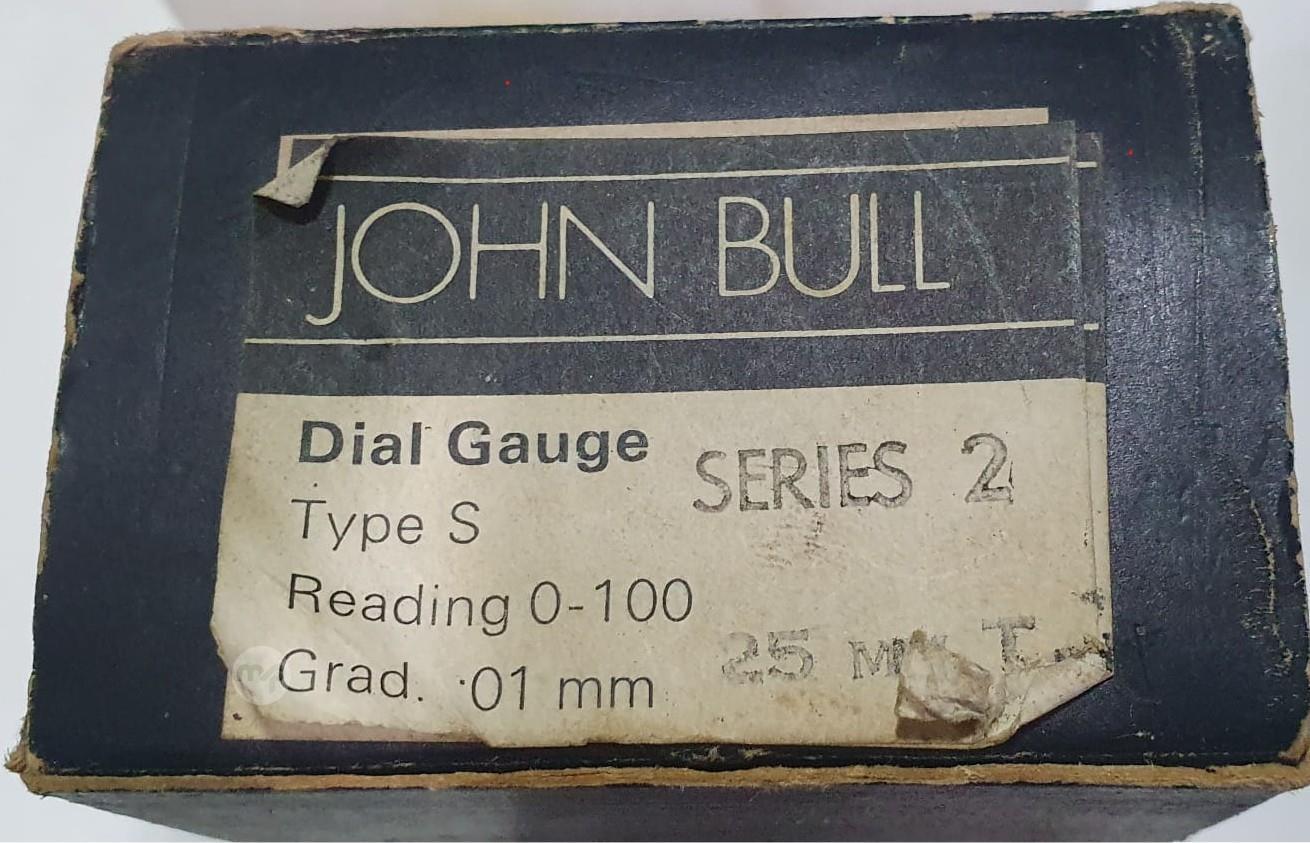 JOHN BULL
Dial Gauge SERIES 2
Type S
Reading 0-100
25
Grad. ·01 mm